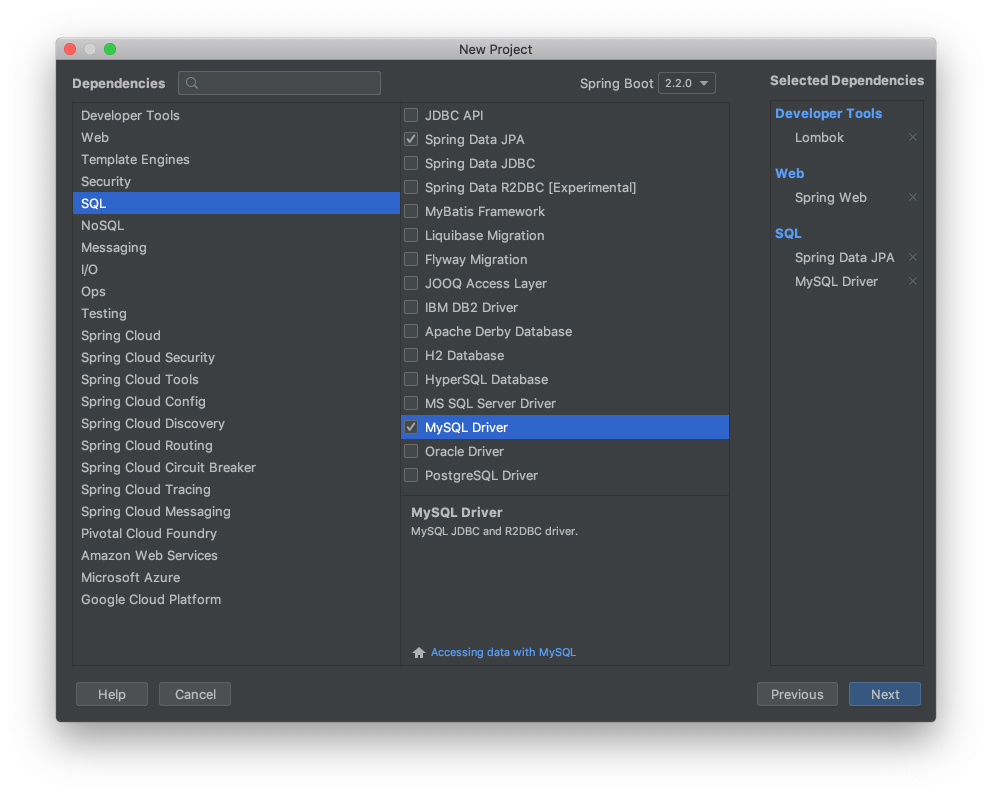 New Project
Dependencies
Spring Boot 2.2.0
Selected Dependencies
Developer Tools
Web
Template Engines
Security
SQL
NoSQL
Messaging
I/O
Ops
Testing
Spring Cloud
Spring Cloud Security
Spring Cloud Tools
Spring Cloud Config
Spring Cloud Discovery
Spring Cloud Routing
Spring Cloud Circuit Breaker
Spring Cloud Tracing
Spring Cloud Messaging
Pivotal Cloud Foundry
Amazon Web Services
Microsoft Azure
Google Cloud Platform
JDBC API
Spring Data JPA
Spring Data JDBC
Spring Data R2DBC [Experimental]
MyBatis Framework
Liquibase Migration
Flyway Migration
JOOQ Access Layer
IBM DB2 Driver
Apache Derby Database
H2 Database
HyperSQL Database
MS SQL Server Driver
MySQL Driver
Oracle Driver
PostgreSQL Driver
MySQL Driver
MySQL JDBC and R2DBC driver.
Accessing data with MySQL
Developer Tools
Lombok
Web
Spring Web
SQL
Spring Data JPA
MySQL Driver
Help
Cancel
Previous
Next